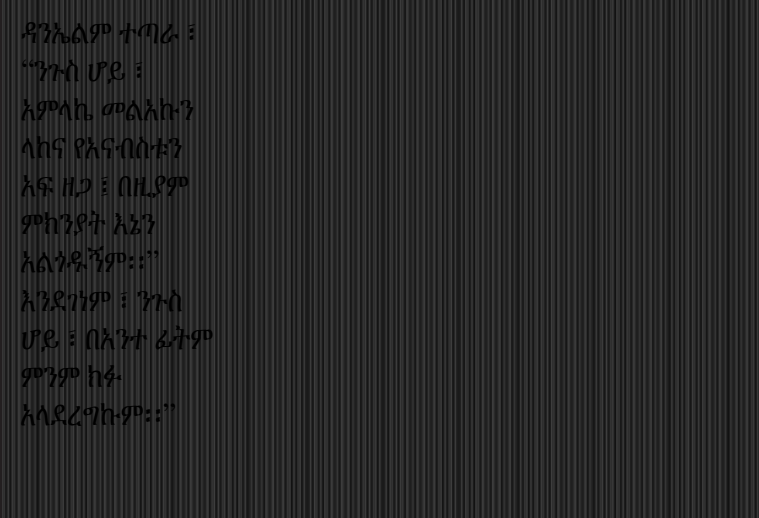 ዳንኤልም ተጣራ ፣
“ንጉስ ሆይ ፣
አምላኬ መልአኩን
ላከና የአናብስቱን
አፍ ዘጋ ፤ በዚያም
ምክንያት እኔን
አልጎዱኝም፡፡”
እንደገነም ፣ ንጉስ
ሆይ ፣ በአንተ ፊትም
ምንም ክፉ
አላደረግኩም፡፡”